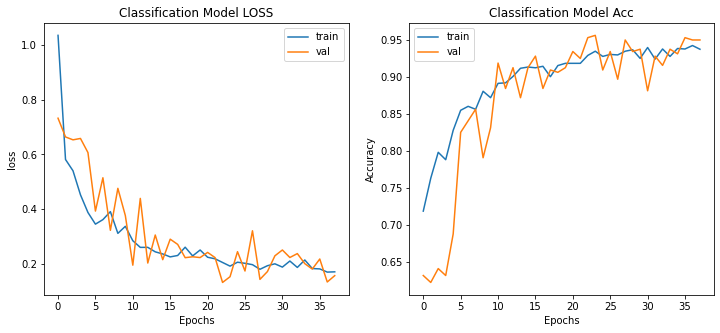 Classification Model LOSS
train
val
1.0
0.8
0.6
0.4
0.2
loss
0 5 10 15 20 25 30 35
Epochs
Classification Model Acc
train
val
0.95
0.90
0.85
0.80
0.75
0.70
0.65
Accuracy
0 5 10 15 20 25 30 35
Epochs